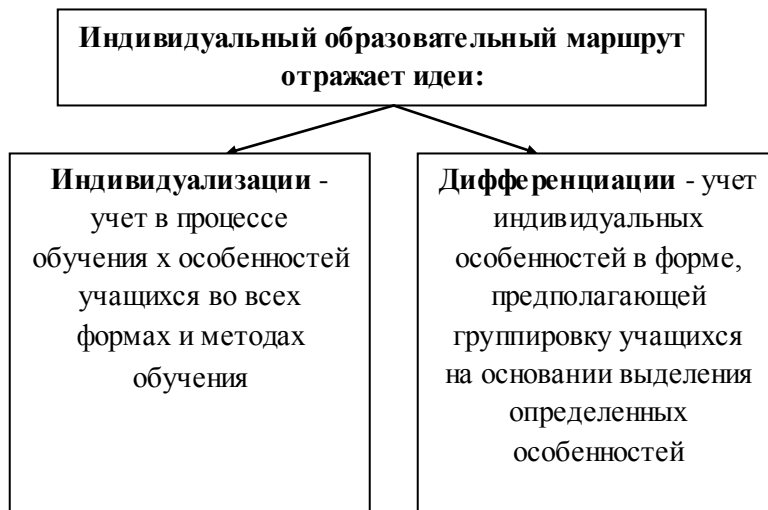 Индивидуальный образовательный маршрут
отражает идеи:
Индивидуализации -
учет в процессе
обучения х особенностей
учащихся во всех
формах и методах
обучения
Дифференциации - учет
индивидуальных
особенностей в форме,
предполагающей
группировку учащихся
на основании выделения
определенных
особенностей